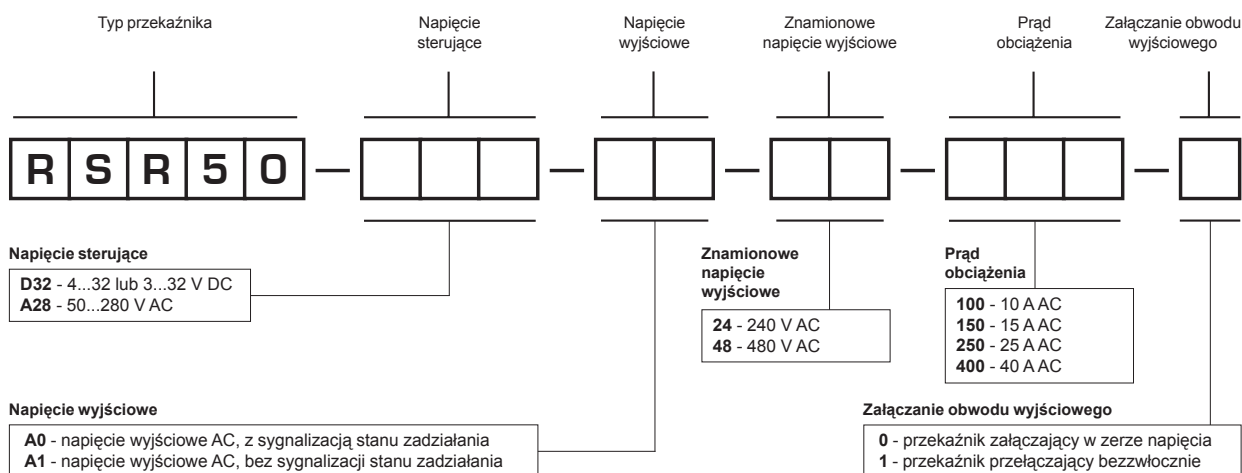 Typ przekaźnika
Napięcie
sterujące
Napięcie
wyjściowe
Znamionowe
napięcie wyjściowe
Prąd
obciążenia
Załączanie obwodu
wyjściowego
R S R 5 0 — — — — —
Napięcie sterujące
D32 - 4...32 lub 3...32 V DC
A28 - 50...280 V AC
Znamionowe
napięcie
wyjściowe
24 - 240 V AC
48 - 480 V AC
Prąd
obciążenia
100 - 10 A AC
150 - 15 A AC
250 - 25 A AC
400 - 40 A AC
Napięcie wyjściowe
A0 - napięcie wyjściowe AC, z sygnalizacją stanu zadziałania
A1 - napięcie wyjściowe AC, bez sygnalizacji stanu zadziałania
Załączanie obwodu wyjściowego
0 - przekaźnik załączający w zerze napięcia
1 - przekaźnik przełączający bezzwłocznie